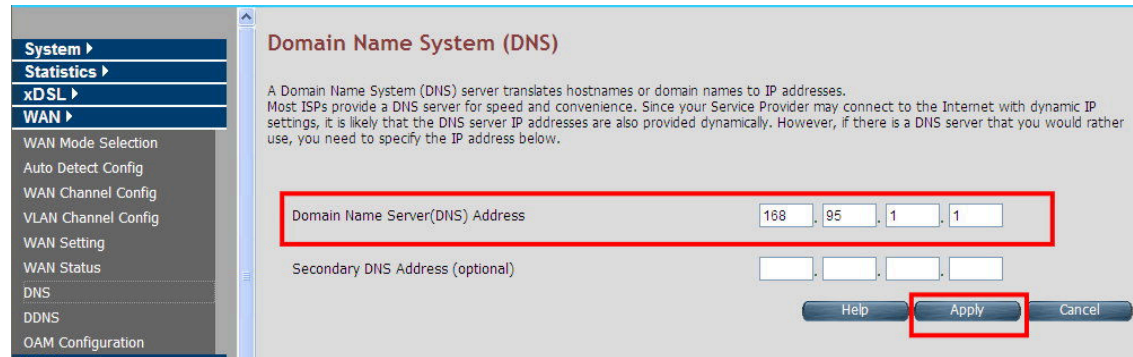 System
Statistics
xDSL
WAN
WAN Mode Selection
Auto Detect Config
WAN Channel Config
VLAN Channel Config
WAN Setting
WAN Status
DNS
DDNS
OAM Configuration
Domain Name System (DNS)
A Domain Name System (DNS) server translates hostnames or domain names to IP addresses.
Most ISPs provide a DNS server for speed and convenience. Since your Service Provider may connect to the Internet with dynamic IP
settings, it is likely that the DNS server IP addresses are also provided dynamically. However, if there is a DNS server that you would rather
use, you need to specify the IP address below.
Domain Name Server(DNS) Address 168 . 95 . 1 . 1
Secondary DNS Address (optional) . . .
Help Apply Cancel